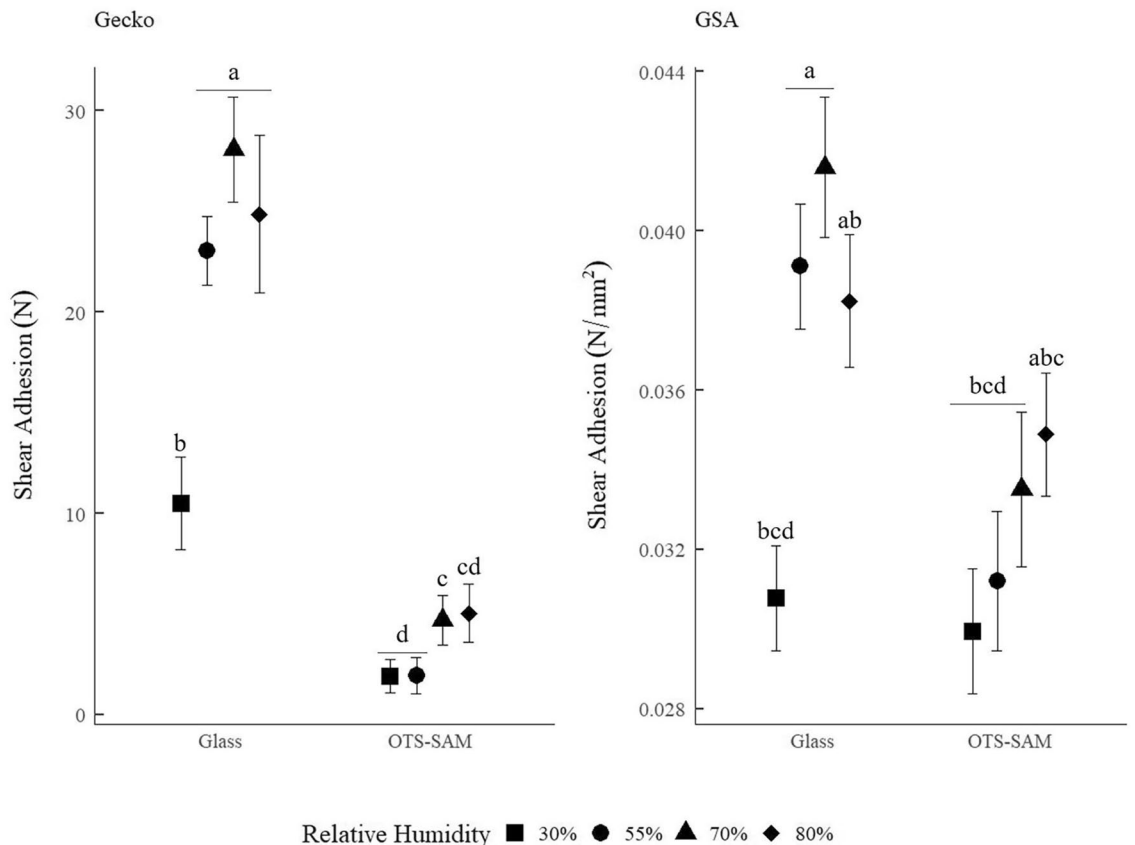 Gecko
Shear Adhesion (N)
30
20
10
0
a
b
d
c
cd
Glass
OTS-SAM
GSA
Shear Adhesion (N/mm²)
0.044
0.040
0.036
0.032
0.028
a
ab
bcd
bcd
abc
Glass
OTS-SAM
Relative Humidity 30% 55% 70% 80%